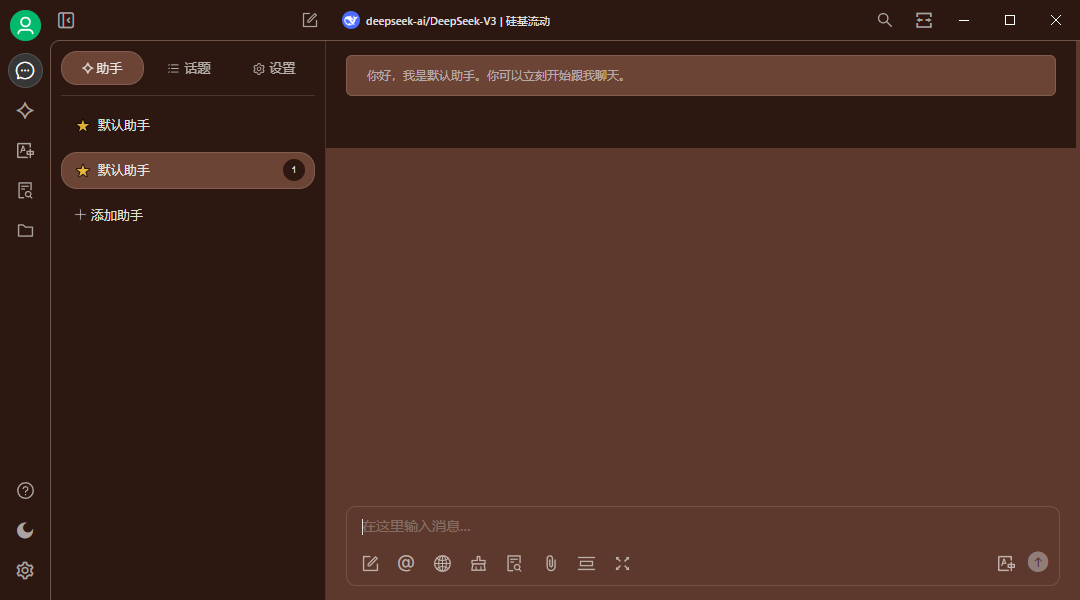 deepseek-ai/DeepSeek-V3 | 硅基流动
助手
话题
设置
默认助手
默认助手
1
添加助手
你好，我是默认助手。你可以立刻开始跟我聊天。
在这里输入消息...